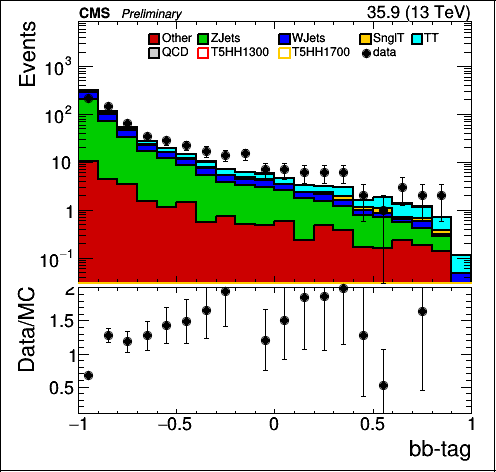 CMS Preliminary 35.9 (13 TeV)
Other ZJets WJets SnglT TT
QCD T5HH1300 T5HH1700 data
Events
10³
10²
10
1
10⁻¹
Data/MC
2
1.5
1
0.5
−1 −0.5 0 0.5 1
bb-tag